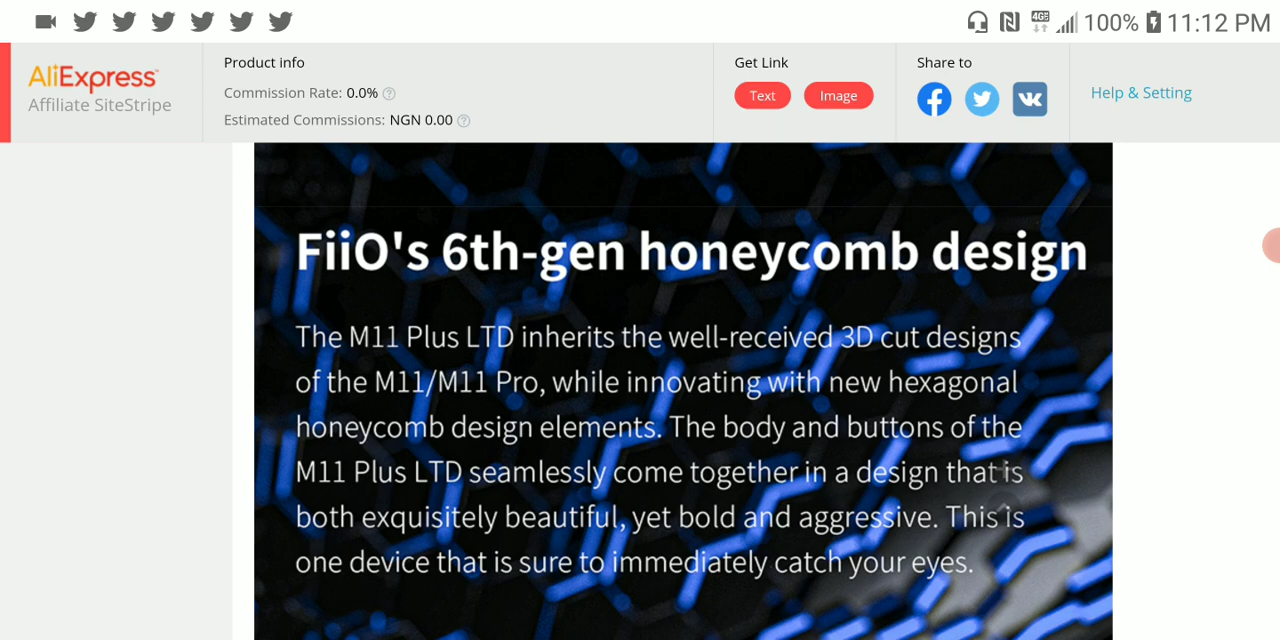 100% 11:12 PM
AliExpress™
Affiliate SiteStripe
Product info
Commission Rate: 0.0%
Estimated Commissions: NGN 0.00
Get Link
Text Image
Share to
Help & Setting
FiiO's 6th-gen honeycomb design
The M11 Plus LTD inherits the well-received 3D cut designs
of the M11/M11 Pro, while innovating with new hexagonal
honeycomb design elements. The body and buttons of the
M11 Plus LTD seamlessly come together in a design that is
both exquisitely beautiful, yet bold and aggressive. This is
one device that is sure to immediately catch your eyes.